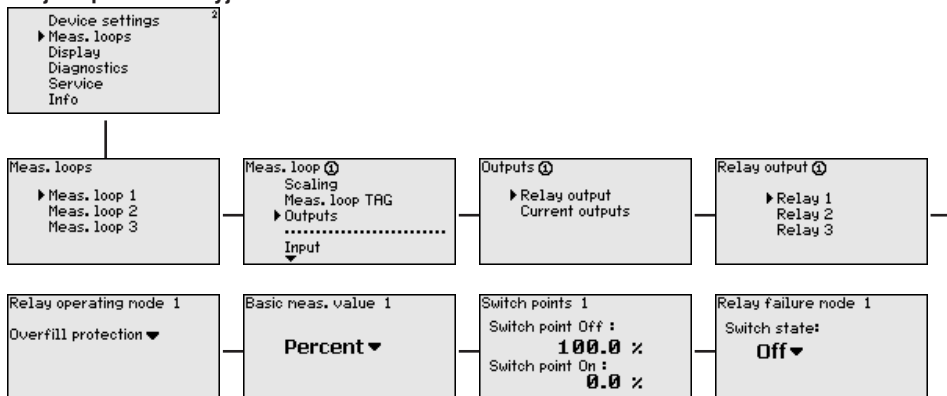 Device settings 2
Meas. loops
Display
Diagnostics
Service
Info
Meas. loops
Meas. loop 1
Meas. loop 2
Meas. loop 3
Meas. loop ①
Scaling
Meas. loop TAG
Outputs
Input
Outputs ①
Relay output
Current outputs
Relay output ①
Relay 1
Relay 2
Relay 3
Relay operating mode 1
Overfill protection
Basic meas. value 1
Percent
Switch points 1
Switch point Off :
100.0 %
Switch point On :
0.0 %
Relay failure mode 1
Switch state:
Off